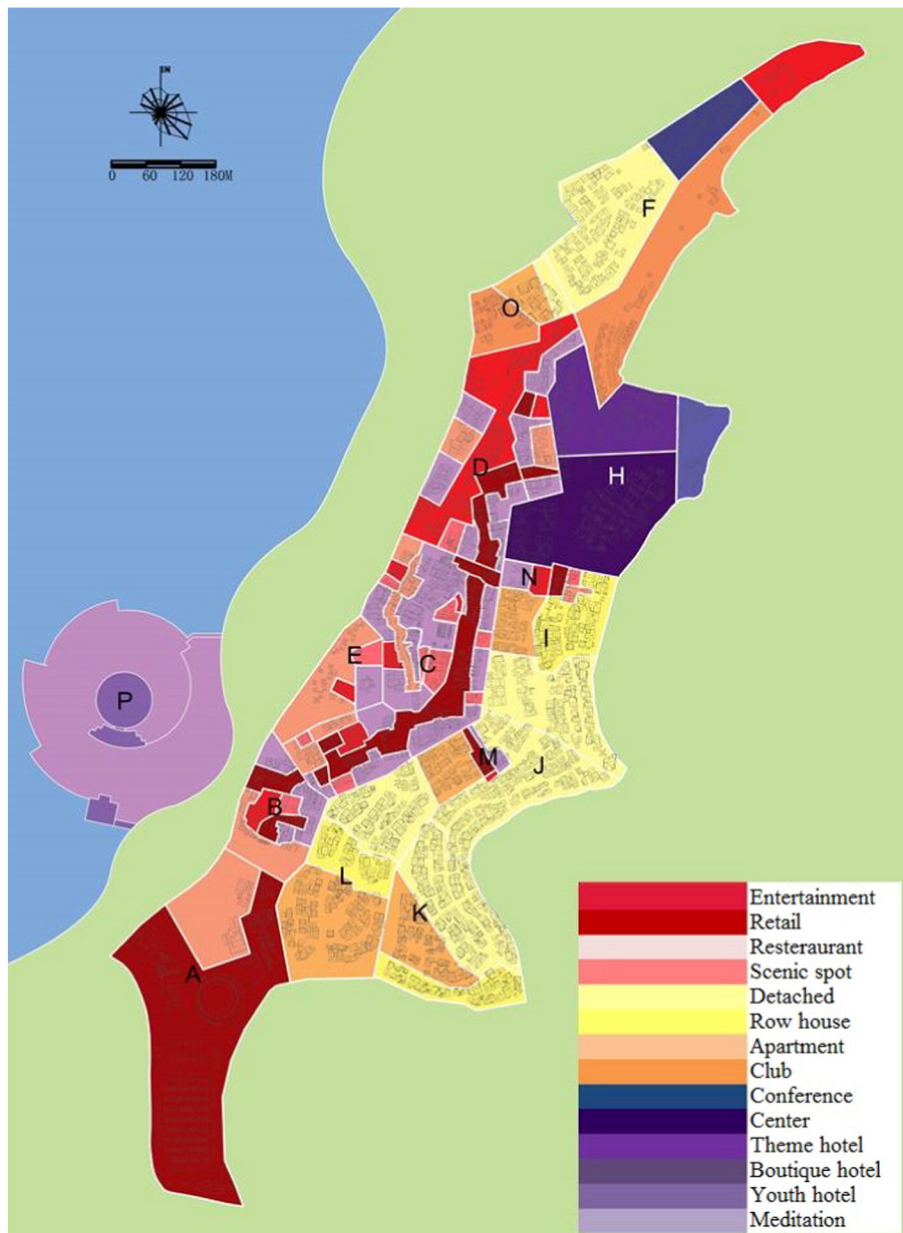 N
0 60 120 180M
F
O
D
H
N
I
E
C
P
M
J
B
L
K
A
Entertainment
Retail
Resteraurant
Scenic spot
Detached
Row house
Apartment
Club
Conference
Center
Theme hotel
Boutique hotel
Youth hotel
Meditation